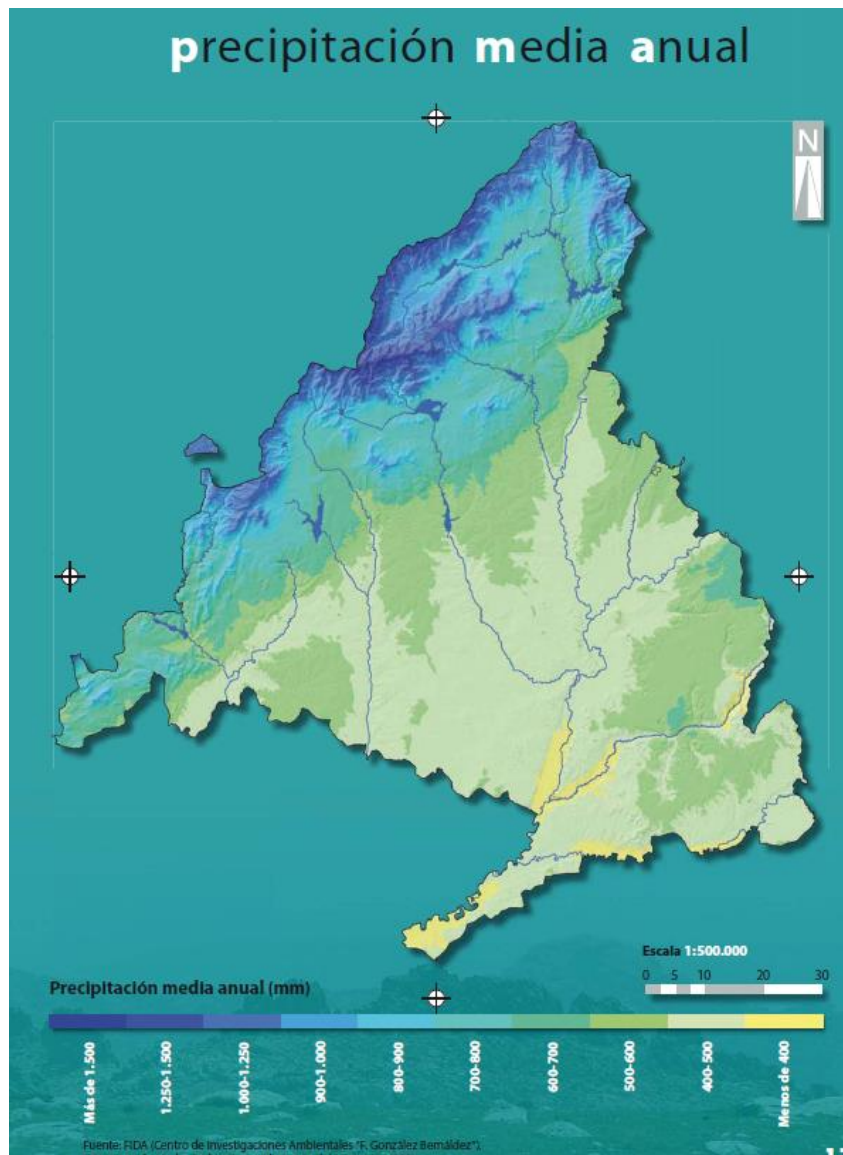 precipitación media anual
N
Escala 1:500.000
0 5 10 20 30
Precipitación media anual (mm)
Más de 1.500
1.250-1.500
1.000-1.250
900-1.000
800-900
700-800
600-700
500-600
400-500
Menos de 400
Fuente: FIDA (Centro de Investigaciones Ambientales "F. González Bernáldez").